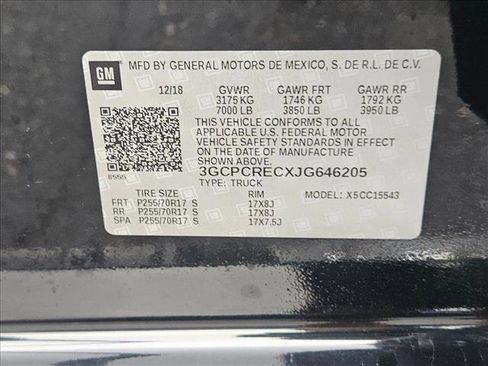 GM
MFD BY GENERAL MOTORS DE MEXICO, S. DE R.L. DE C.V.
12/18 GVWR GAWR FRT GAWR RR
3175 KG 1746 KG 1792 KG
7000 LB 3850 LB 3950 LB
THIS VEHICLE CONFORMS TO ALL
APPLICABLE U.S. FEDERAL MOTOR
VEHICLE SAFETY STANDARDS IN EFFECT ON
THE DATE OF MANUFACTURE SHOWN ABOVE.
3GCPCRECXJG646205
8555 TYPE: TRUCK
TIRE SIZE RIM MODEL: X5CC15543
FRT P255/70R17 S 17X8J
RR P255/70R17 S 17X8J
SPA P255/70R17 S 17X7.5J